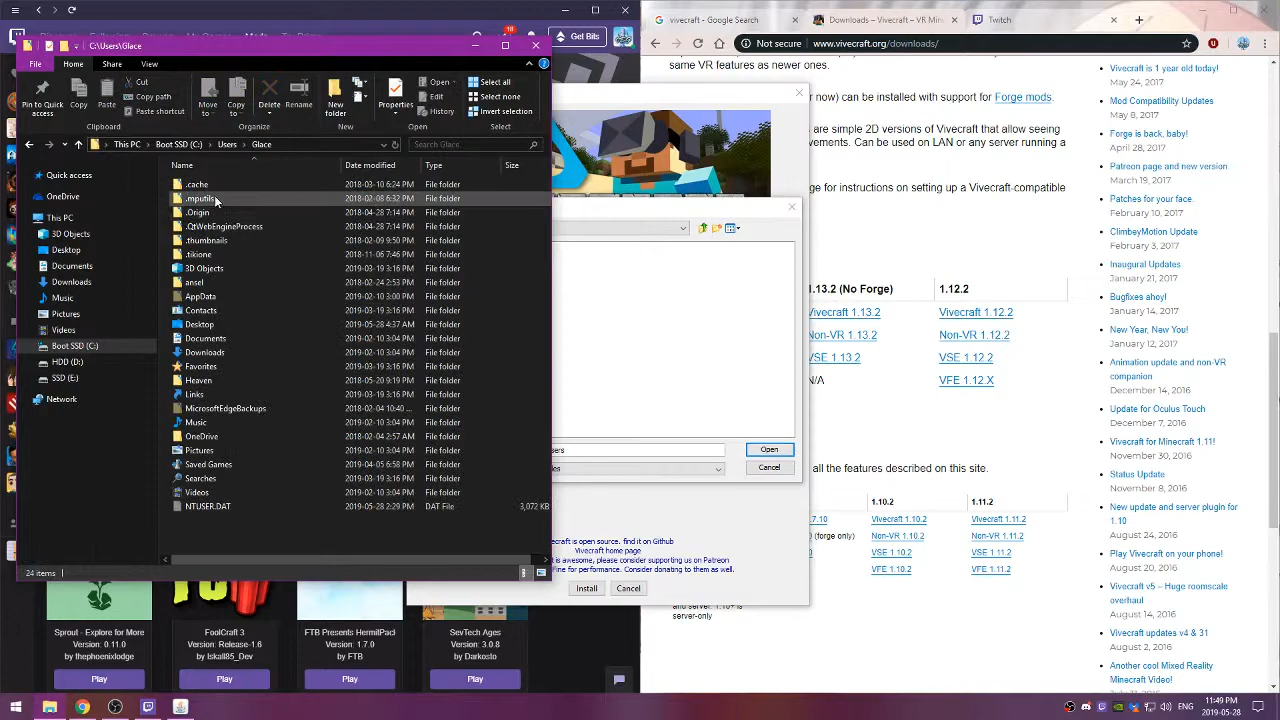 C:\Users\Glace
File
Home
Share
View
Pin to Quick access
Copy
Paste
Cut
Copy path
Move
Copy
Delete
Rename
New folder
Properties
Open
Edit
History
Select all
Select none
Invert selection
Clipboard
Organize
New
Open
Select
This PC
Boot SSD (C:)
Users
Glace
Search Glace
Name
Date modified
Type
Size
Quick access
OneDrive
This PC
3D Objects
Desktop
Documents
Downloads
Music
Pictures
Videos
Boot SSD (C:)
HDD (D:)
SSD (E:)
Network
.cache 2018-03-10 6:24 PM File folder
.mputils 2018-02-08 6:32 PM File folder
.Origin 2018-04-28 7:14 PM File folder
.QtWebEngineProcess 2018-04-28 7:14 PM File folder
.thumbnails 2018-02-09 9:50 PM File folder
.tikione 2018-11-06 7:46 PM File folder
3D Objects 2019-03-19 3:16 PM File folder
ansel 2018-02-24 2:53 PM File folder
AppData 2019-02-10 3:00 PM File folder
Contacts 2019-03-19 3:16 PM File folder
Desktop 2019-05-28 4:37 AM File folder
Documents 2019-02-10 3:04 PM File folder
Downloads 2019-02-10 3:04 PM File folder
Favorites 2019-03-19 3:16 PM File folder
Heaven 2018-05-20 9:19 PM File folder
Links 2019-03-19 3:16 PM File folder
MicrosoftEdgeBackups 2018-02-04 10:40 ... File folder
Music 2019-03-19 3:16 PM File folder
OneDrive 2018-02-04 2:57 AM File folder
Pictures 2019-02-10 3:04 PM File folder
Saved Games 2019-04-05 6:58 PM File folder
Searches 2019-03-19 3:16 PM File folder
Videos 2019-02-10 3:04 PM File folder
NTUSER.DAT 2019-05-28 2:29 PM DAT File 3,072 KB
24 items
18
Get Bits
Open
Cancel
Vivecraft home page
Install
Cancel
Sprout - Explore for More
Version: 0.11.0
by thephoenixlodge
Play
FoolCraft 3
Version: Release-1.6
by Iskall85_Dev
Play
FTB Presents HermitPack
Version: 1.7.0
by FTB
Play
SevTech Ages
Version: 3.0.8
by Darkosto
Play
vivecraft - Google Search
Downloads – Vivecraft – VR Min
Twitch
Not secure
www.vivecraft.org/downloads/
same VR features as newer ones.
now) can be installed with support for Forge mods.
are simple 2D versions of Vivecraft that allow seeing
vements. Can be used on LAN or any server running a
ge for instructions on setting up a Vivecraft-compatible
1.13.2 (No Forge)
1.12.2
Vivecraft 1.13.2
Vivecraft 1.12.2
Non-VR 1.13.2
Non-VR 1.12.2
VSE 1.13.2
VSE 1.12.2
N/A
VFE 1.12.X
all the features described on this site.
1.10.2
1.11.2
7.10
Vivecraft 1.10.2
Vivecraft 1.11.2
(forge only)
Non-VR 1.10.2
Non-VR 1.11.2
VSE 1.10.2
VSE 1.11.2
VFE 1.10.2
VFE 1.11.2
server-only
Vivecraft is 1 year old today!
May 24, 2017
Mod Compatibility Updates
May 8, 2017
Forge is back, baby!
April 28, 2017
Patreon page and new version.
March 19, 2017
Patches for your face.
February 10, 2017
ClimbeyMotion Update
February 3, 2017
Inaugural Updates
January 21, 2017
Bugfixes ahoy!
January 14, 2017
New Year, New You!
January 12, 2017
Animation update and non-VR
companion
December 14, 2016
Update for Oculus Touch
December 7, 2016
Vivecraft for Minecraft 1.11!
November 30, 2016
Status Update
November 8, 2016
New update and server plugin for
1.10
August 24, 2016
Play Vivecraft on your phone!
August 20, 2016
Vivecraft v5 – Huge roomscale
overhaul
August 14, 2016
Vivecraft updates v4 & 31
August 2, 2016
Another cool Mixed Reality
Minecraft Video!
ENG
11:49 PM
2019-05-28